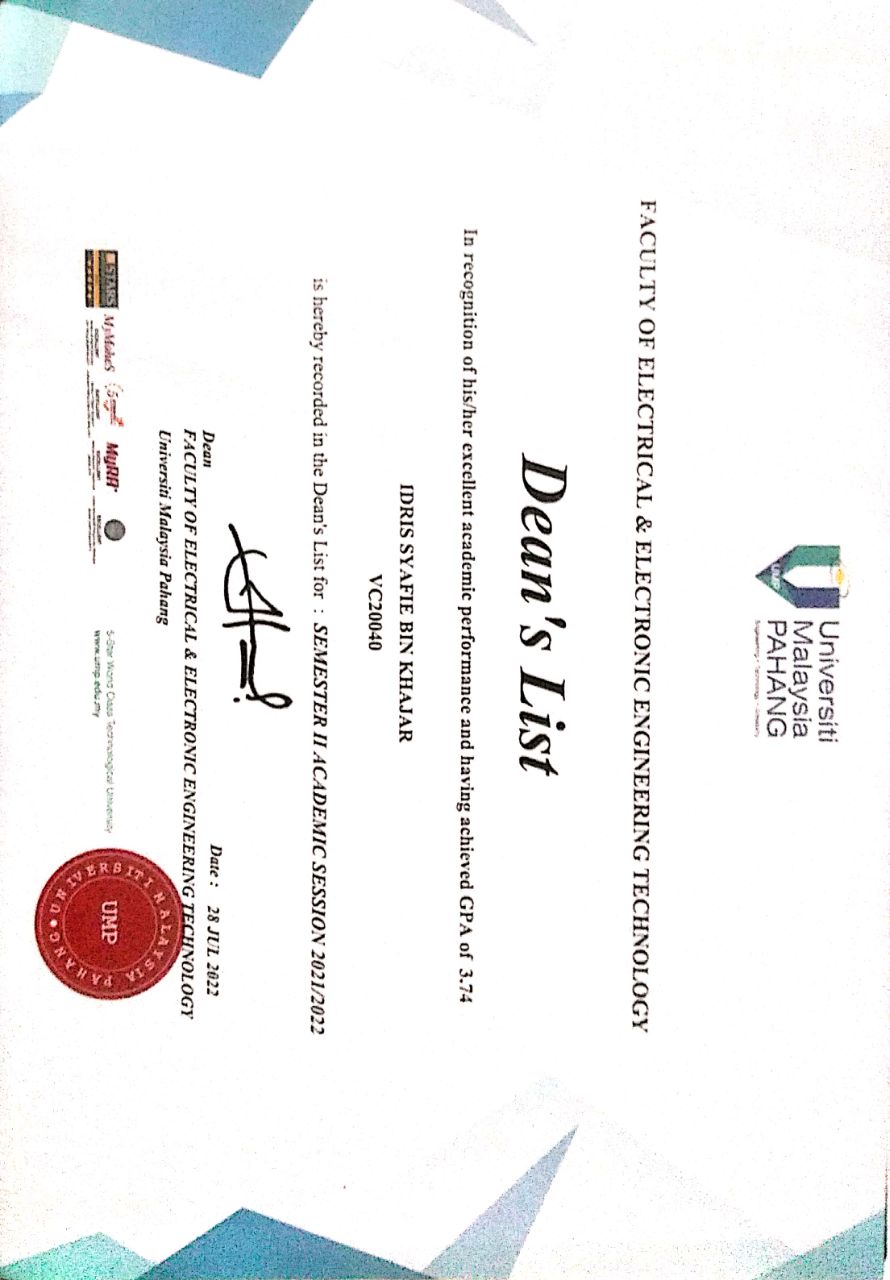 Universiti
Malaysia
PAHANG
Engineering • Technology • Creativity
UMP
FACULTY OF ELECTRICAL & ELECTRONIC ENGINEERING TECHNOLOGY
Dean's List
In recognition of his/her excellent academic performance and having achieved GPA of 3.74
IDRIS SYAFIE BIN KHAJAR
VC20040
is hereby recorded in the Dean's List for : SEMESTER II ACADEMIC SESSION 2021/2022
Date : 28 JUL 2022
Dean
FACULTY OF ELECTRICAL & ELECTRONIC ENGINEERING TECHNOLOGY
Universiti Malaysia Pahang
STARS
MyMoheS
EXCELLENT
5
EXCELLENT
MyRA
EXCELLENT
EXCELLENT
5-Star World Class Technological University
www.ump.edu.my
UNIVERSITI MALAYSIA PAHANG
UMP